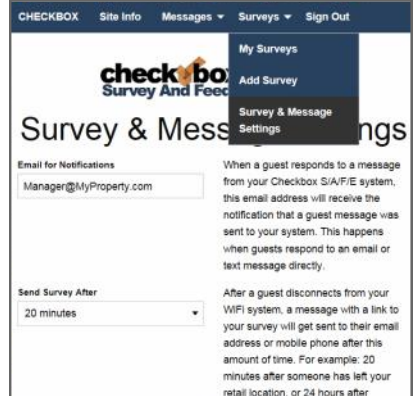 CHECKBOX Site Info Messages Surveys Sign Out
My Surveys
Add Survey
Survey & Message
Settings
check box
Survey And Feed
Survey & Mess ngs
Email for Notifications
Manager@MyProperty.com
When a guest responds to a message
from your Checkbox S/A/F/E system,
this email address will receive the
notification that a guest message was
sent to your system. This happens
when guests respond to an email or
text message directly.
Send Survey After
20 minutes
After a guest disconnects from your
WiFi system, a message with a link to
your survey will get sent to their email
address or mobile phone after this
amount of time. For example: 20
minutes after someone has left your
retail location, or 24 hours after